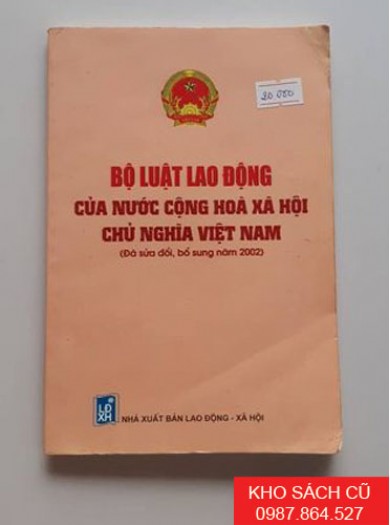 20 000
BỘ LUẬT LAO ĐỘNG
CỦA NƯỚC CỘNG HOÀ XÃ HỘI
CHỦ NGHĨA VIỆT NAM
(Đã sửa đổi, bổ sung năm 2002)
LĐ
XH
NHÀ XUẤT BẢN LAO ĐỘNG - XÃ HỘI
KHO SÁCH CŨ
0987.864.527